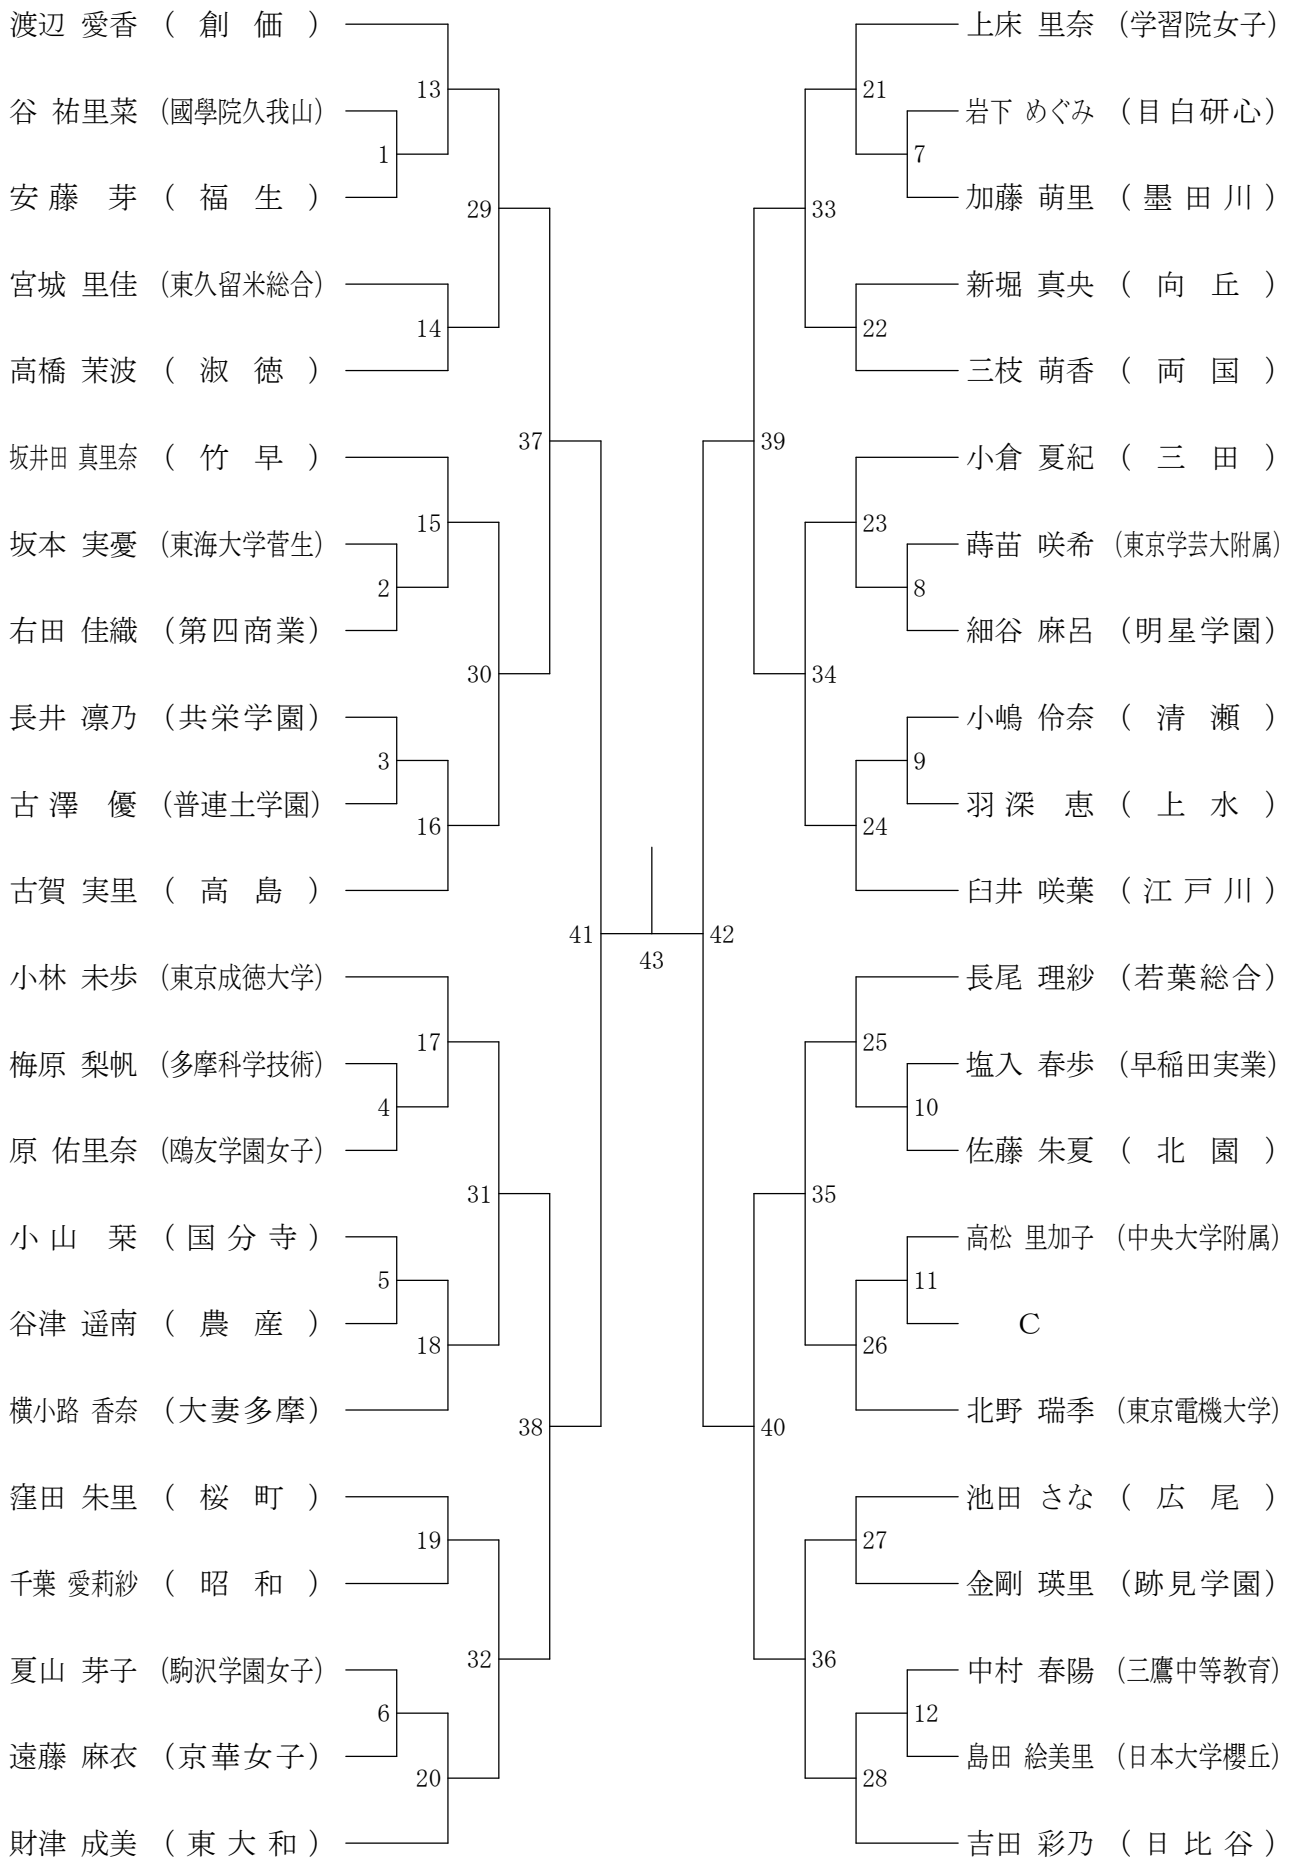 渡辺 愛香 (創価)
13
谷 祐里菜 (國學院久我山)
1
安藤 芽 (福生)
29
宮城 里佳 (東久留米総合)
14
高橋 茉波 (淑徳)
37
坂井田 真里奈 (竹早)
15
坂本 実憂 (東海大学菅生)
2
右田 佳織 (第四商業)
30
長井 凛乃 (共栄学園)
3
古澤 優 (普連土学園)
16
古賀 実里 (高島)
41
小林 未歩 (東京成徳大学)
17
梅原 梨帆 (多摩科学技術)
4
原 佑里奈 (鴎友学園女子)
31
小山 栞 (国分寺)
5
谷津 遥南 (農産)
18
横小路 香奈 (大妻多摩)
38
窪田 朱里 (桜町)
19
千葉 愛莉紗 (昭和)
32
夏山 芽子 (駒沢学園女子)
6
遠藤 麻衣 (京華女子)
20
財津 成美 (東大和)
43
上床 里奈 (学習院女子)
21
岩下 めぐみ (目白研心)
7
加藤 萌里 (墨田川)
33
新堀 真央 (向丘)
22
三枝 萌香 (両国)
39
小倉 夏紀 (三田)
23
蒔苗 咲希 (東京学芸大附属)
8
細谷 麻呂 (明星学園)
34
小嶋 伶奈 (清瀬)
9
羽深 恵 (上水)
24
臼井 咲葉 (江戸川)
42
長尾 理紗 (若葉総合)
25
塩入 春歩 (早稲田実業)
10
佐藤 朱夏 (北園)
35
高松 里加子 (中央大学附属)
11
C
26
北野 瑞季 (東京電機大学)
40
池田 さな (広尾)
27
金剛 瑛里 (跡見学園)
36
中村 春陽 (三鷹中等教育)
12
島田 絵美里 (日本大学櫻丘)
28
吉田 彩乃 (日比谷)